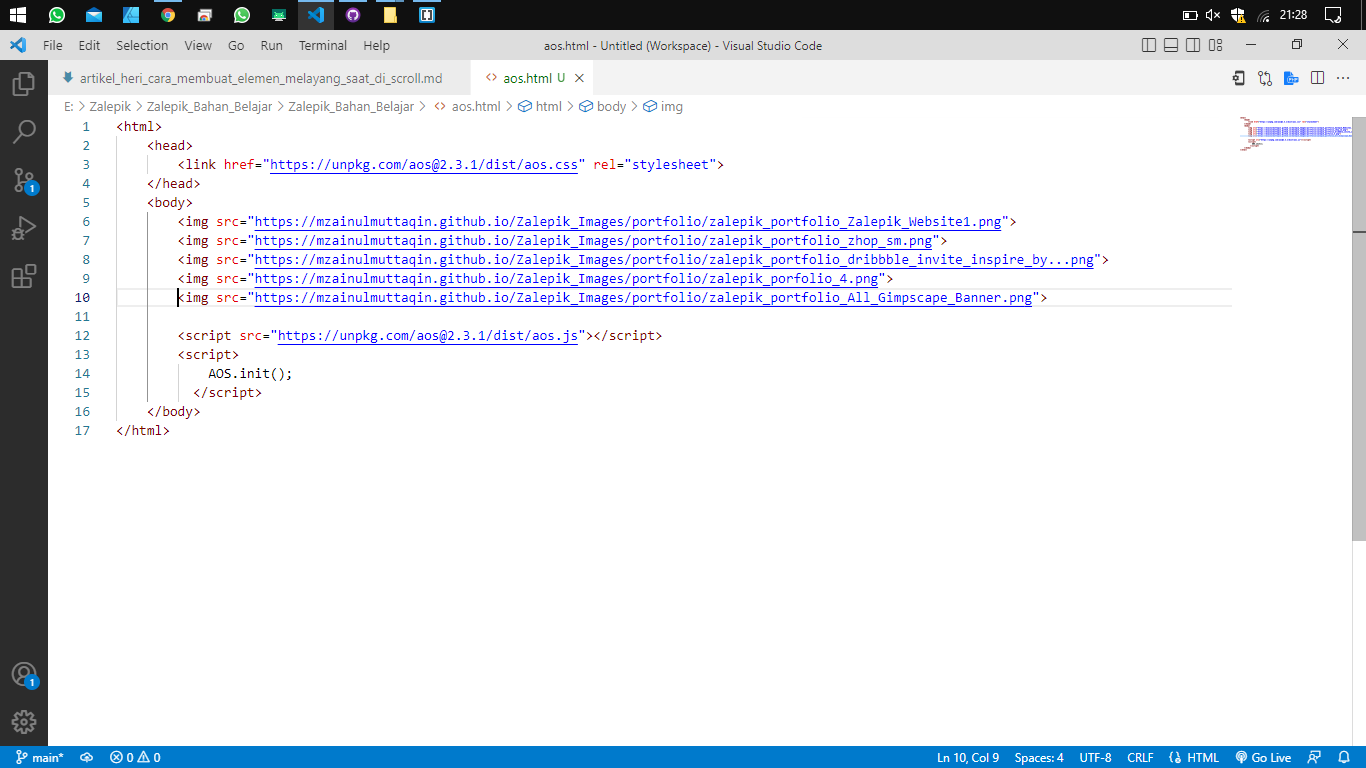 21:28
File Edit Selection View Go Run Terminal Help
aos.html - Untitled (Workspace) - Visual Studio Code
artikel_heri_cara_membuat_elemen_melayang_saat_di_scroll.md
<> aos.html U
E: > Zalepik > Zalepik_Bahan_Belajar > Zalepik_Bahan_Belajar > <> aos.html > html > body > img
1 <html>
2 <head>
3 <link href="https://unpkg.com/aos@2.3.1/dist/aos.css" rel="stylesheet">
4 </head>
5 <body>
6 <img src="https://mzainulmuttaqin.github.io/Zalepik_Images/portfolio/zalepik_portfolio_Zalepik_Website1.png">
7 <img src="https://mzainulmuttaqin.github.io/Zalepik_Images/portfolio/zalepik_portfolio_zhop_sm.png">
8 <img src="https://mzainulmuttaqin.github.io/Zalepik_Images/portfolio/zalepik_portfolio_dribbble_invite_inspire_by...png">
9 <img src="https://mzainulmuttaqin.github.io/Zalepik_Images/portfolio/zalepik_porfolio_4.png">
10 <img src="https://mzainulmuttaqin.github.io/Zalepik_Images/portfolio/zalepik_portfolio_All_Gimpscape_Banner.png">
11
12 <script src="https://unpkg.com/aos@2.3.1/dist/aos.js"></script>
13 <script>
14 AOS.init();
15 </script>
16 </body>
17 </html>
1
1
main* 0 0 Ln 10, Col 9 Spaces: 4 UTF-8 CRLF HTML Go Live